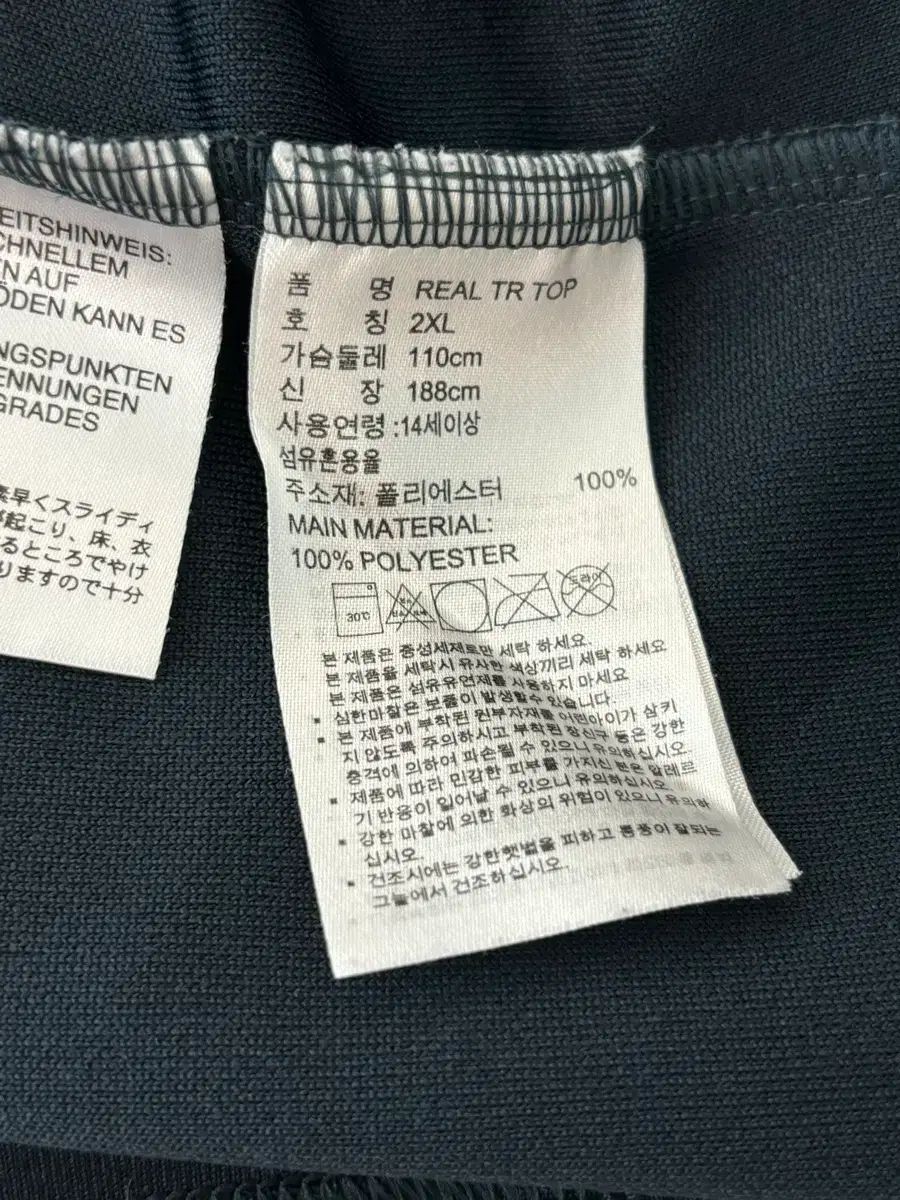 EITSHINWEIS:
CHNELLEM
EN AUF
ÖDEN KANN ES
NGSPUNKTEN
ENNUNGEN
GRADES
素早くスライディ
が起こり、床、衣
るところでやけ
りますので十分
품 명 REAL TR TOP
호 칭 2XL
가슴둘레 110cm
신 장 188cm
사용연령 :14세이상
섬유혼용율
주소재: 폴리에스터 100%
MAIN MATERIAL:
100% POLYESTER
30℃
드라이
본 제품은 중성세제로만 세탁 하세요.
본 제품을 세탁시 유사한 색상끼리 세탁 하세요
본 제품은 섬유유연제를 사용하지 마세요
▪ 심한마찰은 보풀이 발생할수 있습니다.
▪ 본 제품에 부착된 원부자재를 어린아이가 삼키
지 않도록 주의하시고 부착된 장신구 등은 강한
충격에 의하여 파손될 수 있으니 유의하십시오.
▪ 제품에 따라 민감한 피부를 가지신 분은 알레르
기 반응이 일어날 수 있으니 유의하십시오
▪ 강한 마찰에 의한 화상의 위험이 있으니 유의하
십시오.
▪ 건조시에는 강한햇볕을 피하고 통풍이 잘되는
그늘에서 건조하십시오.